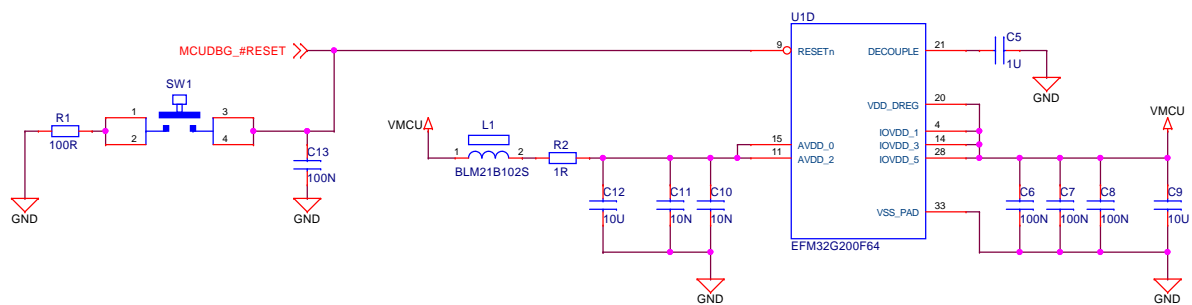 U1D
MCUDBG_#RESET
9
RESETn
DECOUPLE
21
C5
1U
GND
SW1
R1
100R
1
2
3
4
C13
100N
GND
GND
VMCU
L1
1
2
BLM21B102S
R2
1R
15
11
AVDD_0
AVDD_2
VDD_DREG
20
IOVDD_1
4
IOVDD_3
14
IOVDD_5
28
VMCU
C12
10U
C11
10N
C10
10N
GND
VSS_PAD
33
C6
100N
C7
100N
C8
100N
C9
10U
EFM32G200F64
GND